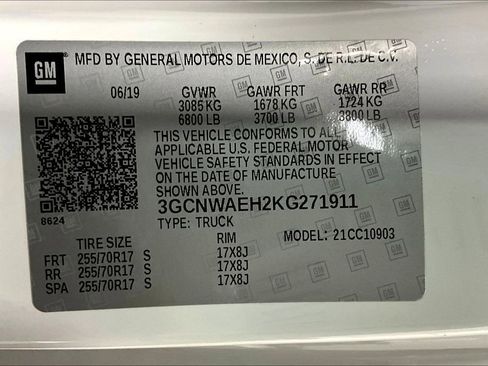 GM MFD BY GENERAL MOTORS DE MEXICO, S. DE R.L. DE C.V.
06/19 GVWR GAWR FRT GAWR RR
3085 KG 1678 KG 1724 KG
6800 LB 3700 LB 3800 LB
THIS VEHICLE CONFORMS TO ALL
APPLICABLE U.S. FEDERAL MOTOR
VEHICLE SAFETY STANDARDS IN EFFECT
ON THE DATE OF MANUFACTURE
SHOWN ABOVE.
8624 3GCNWAEH2KG271911
TYPE: TRUCK MODEL: 21CC10903
TIRE SIZE RIM
FRT 255/70R17 S 17X8J
RR 255/70R17 S 17X8J
SPA 255/70R17 S 17X8J